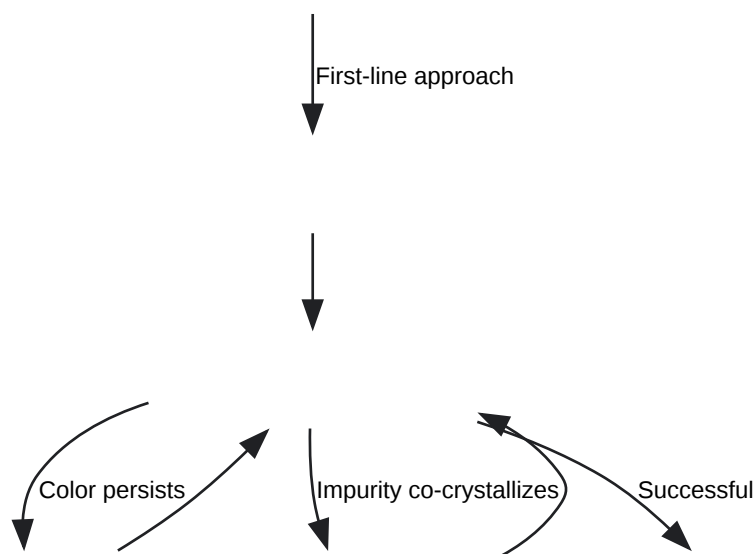 First-line approach
Color persists
Impurity co-crystallizes
Successful